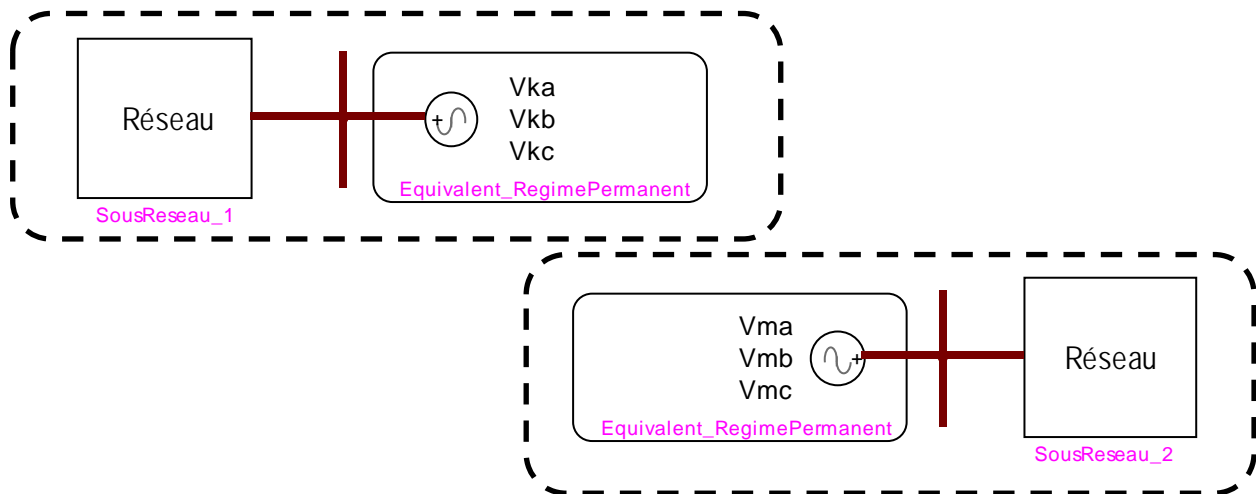 Réseau
Vka
Vkb
Vkc
Equivalent_RegimePermanent
SousReseau_1
Vma
Vmb
Vmc
Réseau
Equivalent_RegimePermanent
SousReseau_2